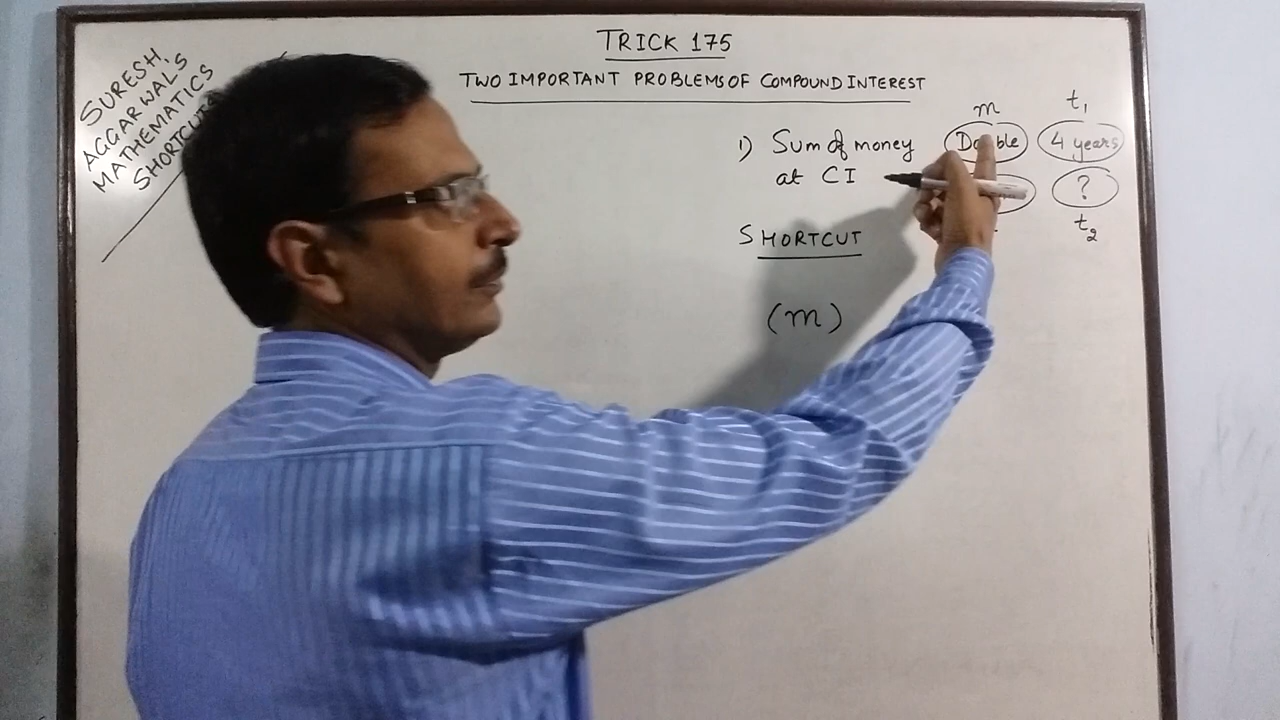 SURESH
AGGARWAL'S
MATHEMATICS
SHORTCUTS
TRICK 175
TWO IMPORTANT PROBLEMS OF COMPOUND INTEREST
m t₁
1) Sum of money Double 4 years
at CI ?
t₂
SHORTCUT
(m)